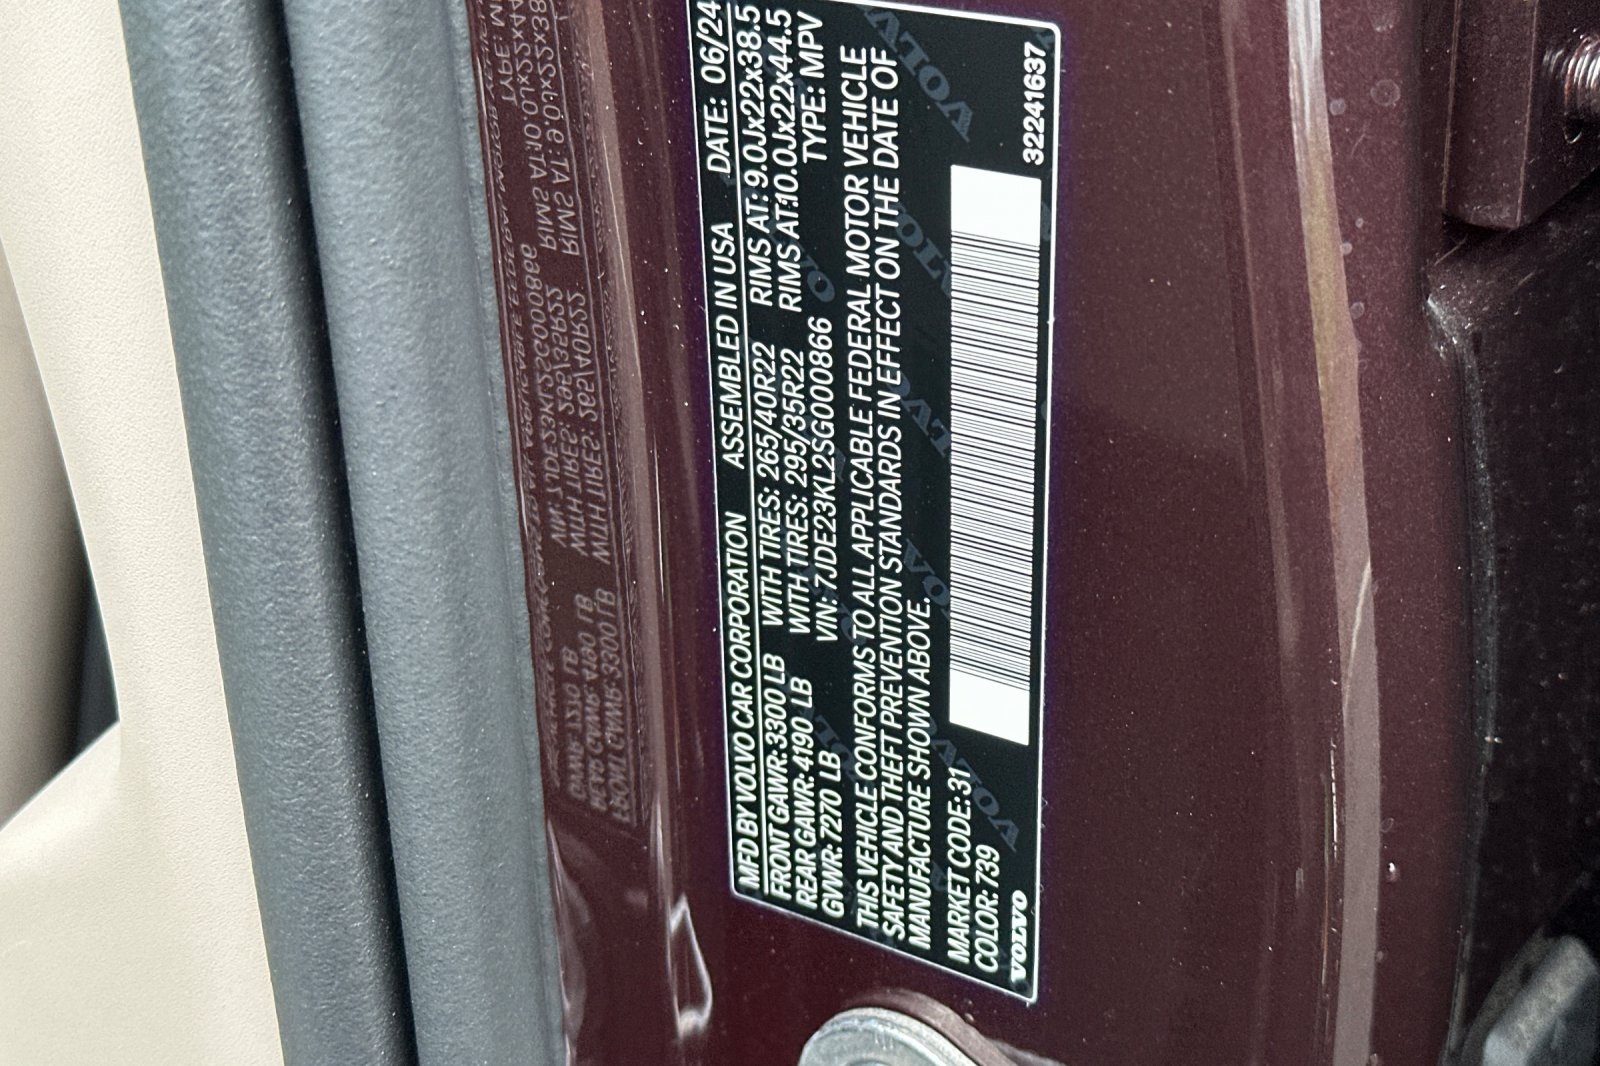 MFD BY VOLVO CAR CORPORATION ASSEMBLED IN USA DATE: 06/24
FRONT GAWR: 3300 LB WITH TIRES: 265/40R22 RIMS AT: 9.0Jx22x38.5
REAR GAWR: 4190 LB WITH TIRES: 295/35R22 RIMS AT:10.0Jx22x44.5
GVWR: 7270 LB VIN: 7JDE23KL2SG000866 TYPE: MPV
THIS VEHICLE CONFORMS TO ALL APPLICABLE FEDERAL MOTOR VEHICLE
SAFETY AND THEFT PREVENTION STANDARDS IN EFFECT ON THE DATE OF
MANUFACTURE SHOWN ABOVE.
MARKET CODE:31
COLOR: 739
VOLVO
32241637